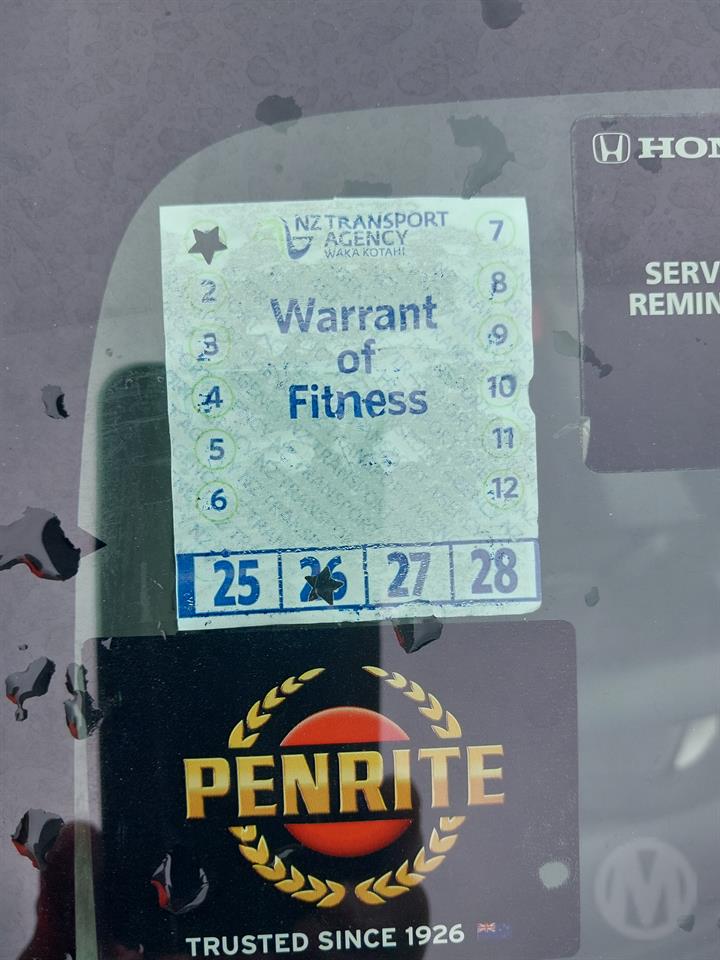 NZ TRANSPORT
AGENCY
WAKA KOTAHI
Warrant
of
Fitness
2
3
4
5
6
7
8
9
10
11
12
25 26 27 28
HON
SERV
REMIN
PENRITE
TRUSTED SINCE 1926